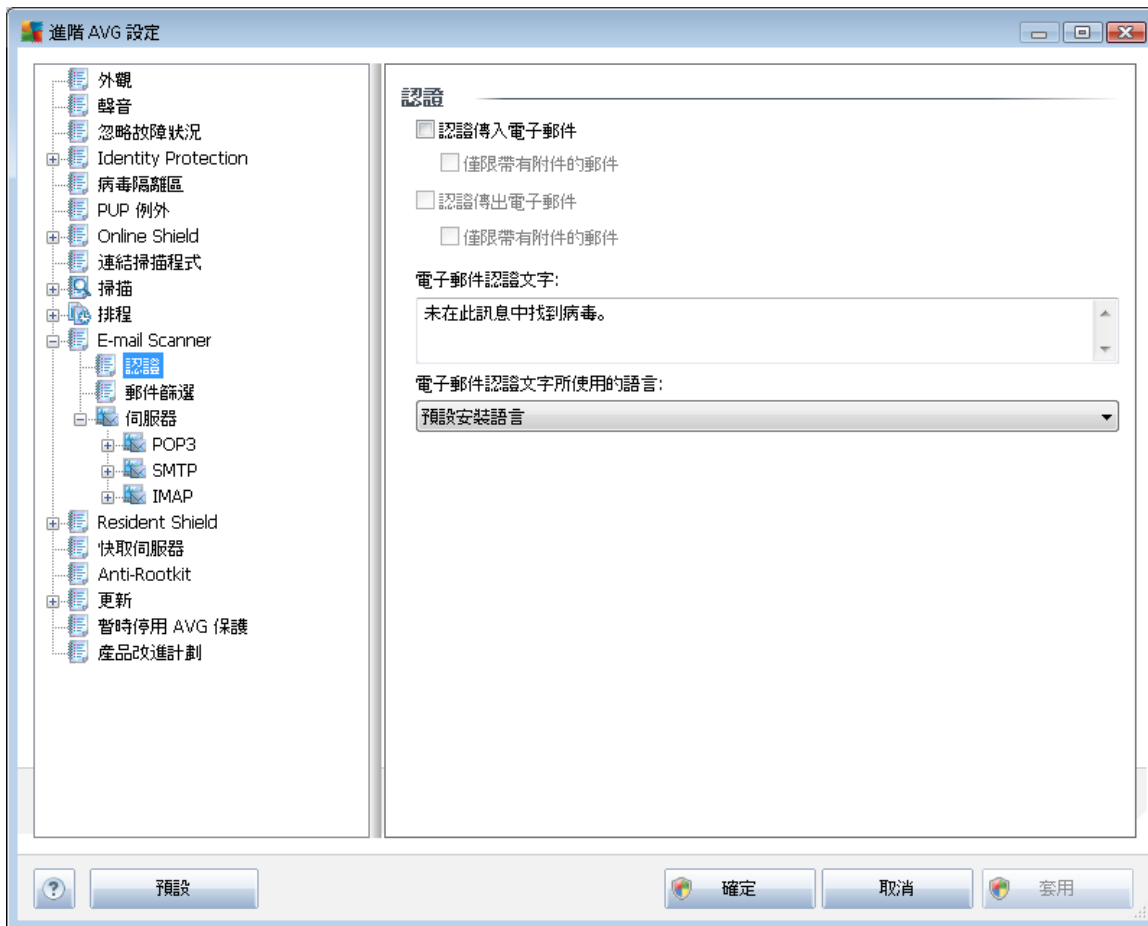 進階 AVG 設定
外觀
聲音
忽略故障狀況
Identity Protection
病毒隔離區
PUP 例外
Online Shield
連結掃描程式
掃描
排程
E-mail Scanner
認證
郵件篩選
伺服器
POP3
SMTP
IMAP
Resident Shield
快取伺服器
Anti-Rootkit
更新
暫時停用 AVG 保護
產品改進計劃
認證
認證傳入電子郵件
僅限帶有附件的郵件
認證傳出電子郵件
僅限帶有附件的郵件
電子郵件認證文字:
未在此訊息中找到病毒。
電子郵件認證文字所使用的語言:
預設安裝語言
?
預設
確定
取消
套用